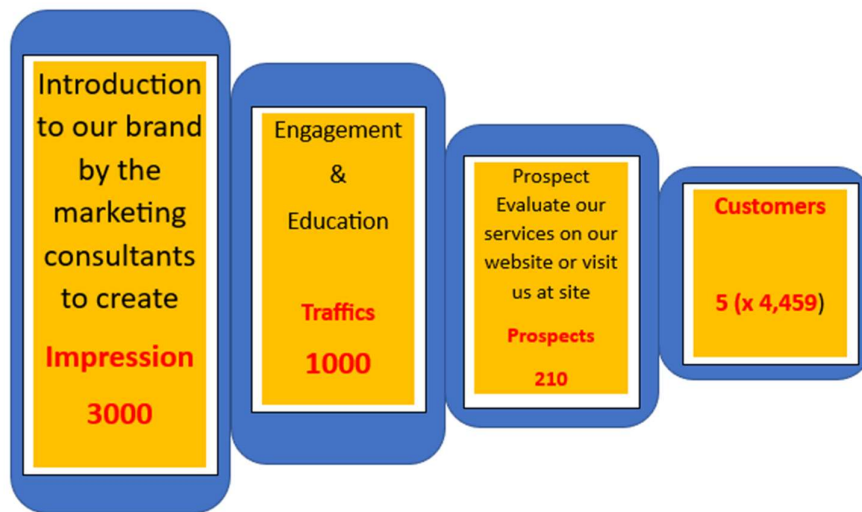 Introduction
to our brand
by the
marketing
consultants
to create
Impression
3000
Engagement
&
Education
Traffics
1000
Prospect
Evaluate our
services on our
website or visit
us at site
Prospects
210
Customers
5 (x 4,459)